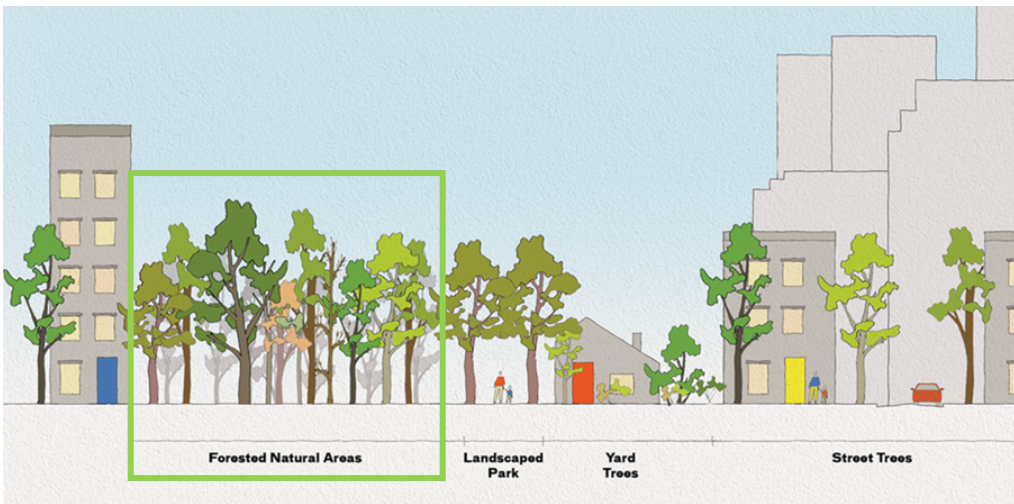 Forested Natural Areas
Landscaped
Park
Yard
Trees
Street Trees